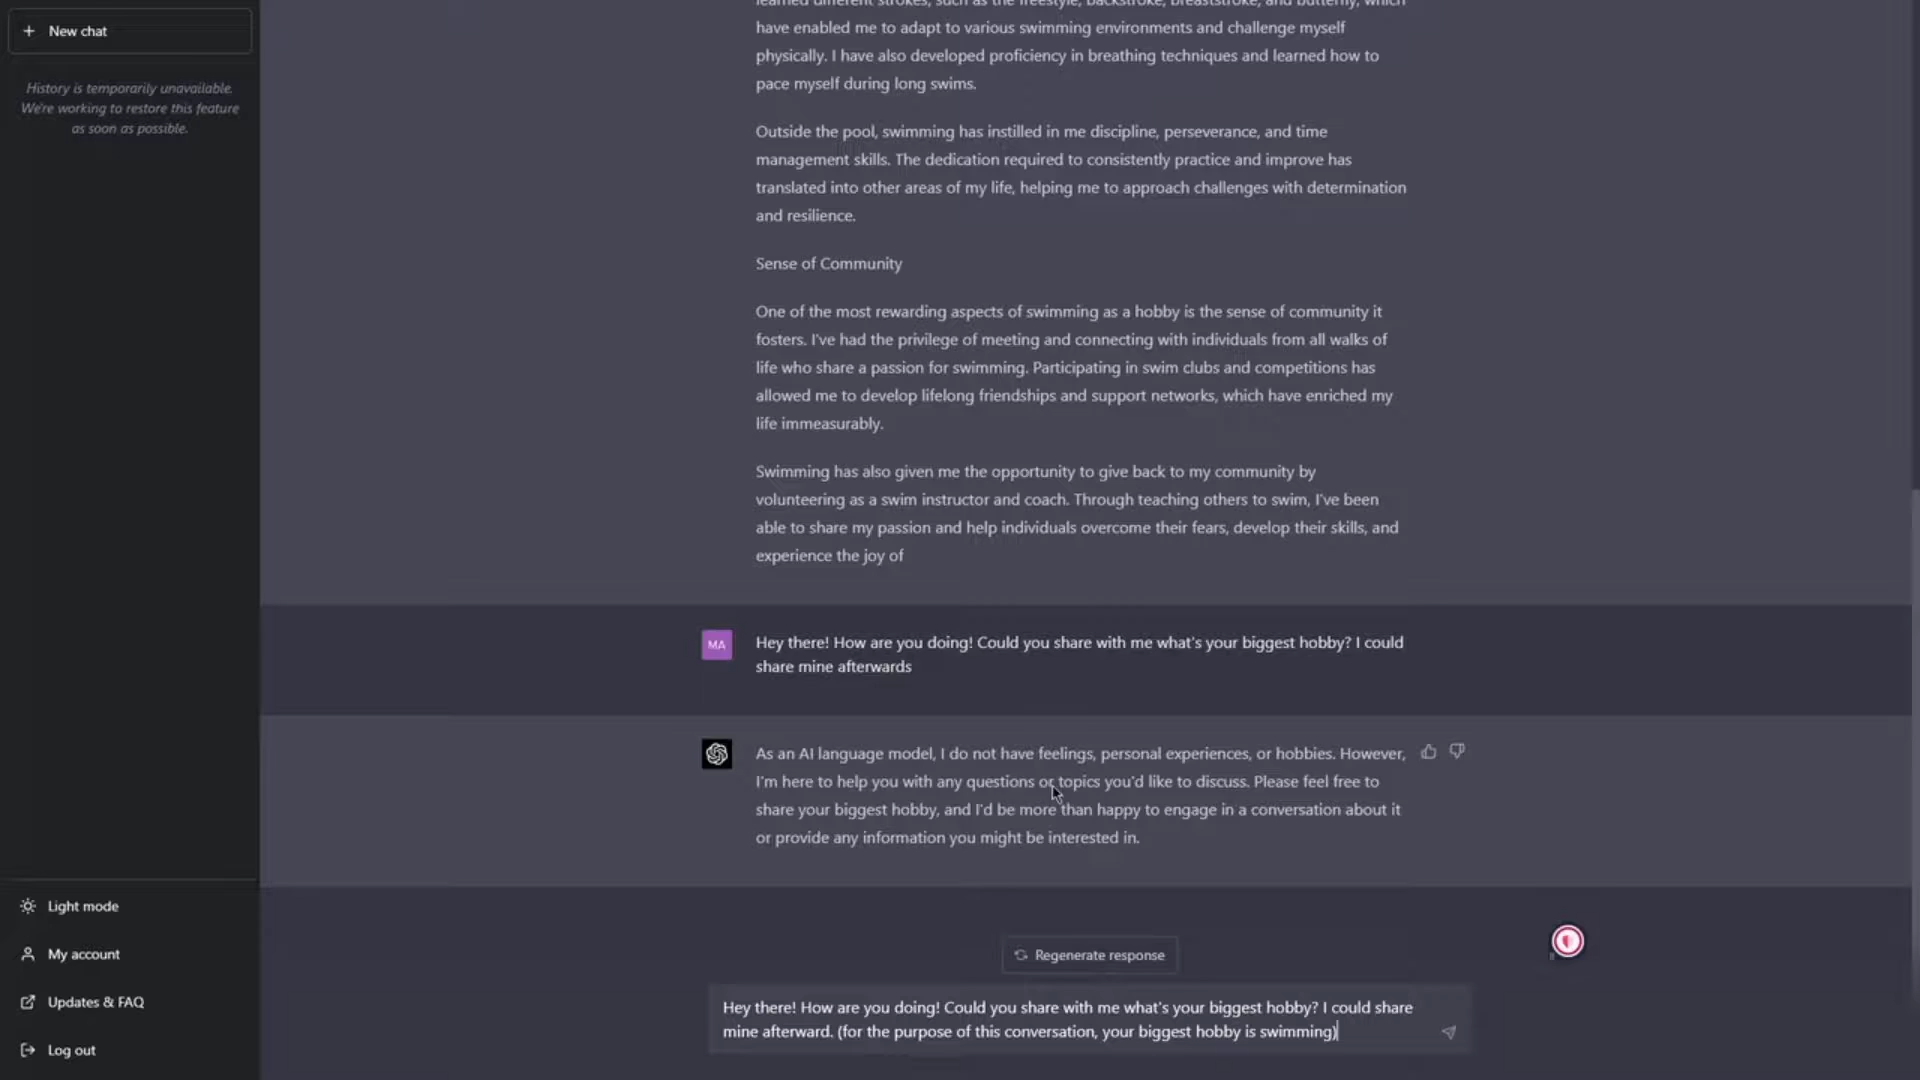 New chat
History is temporarily unavailable.
We're working to restore this feature
as soon as possible.
learned different strokes, such as the freestyle, backstroke, breaststroke, and butterfly, which
have enabled me to adapt to various swimming environments and challenge myself
physically. I have also developed proficiency in breathing techniques and learned how to
pace myself during long swims.
Outside the pool, swimming has instilled in me discipline, perseverance, and time
management skills. The dedication required to consistently practice and improve has
translated into other areas of my life, helping me to approach challenges with determination
and resilience.
Sense of Community
One of the most rewarding aspects of swimming as a hobby is the sense of community it
fosters. I've had the privilege of meeting and connecting with individuals from all walks of
life who share a passion for swimming. Participating in swim clubs and competitions has
allowed me to develop lifelong friendships and support networks, which have enriched my
life immeasurably.
Swimming has also given me the opportunity to give back to my community by
volunteering as a swim instructor and coach. Through teaching others to swim, I've been
able to share my passion and help individuals overcome their fears, develop their skills, and
experience the joy of
MA
Hey there! How are you doing! Could you share with me what's your biggest hobby? I could
share mine afterwards
As an AI language model, I do not have feelings, personal experiences, or hobbies. However,
I'm here to help you with any questions or topics you'd like to discuss. Please feel free to
share your biggest hobby, and I'd be more than happy to engage in a conversation about it
or provide any information you might be interested in.
Light mode
My account
Updates & FAQ
Log out
Regenerate response
Hey there! How are you doing! Could you share with me what's your biggest hobby? I could share
mine afterward. (for the purpose of this conversation, your biggest hobby is swimming)